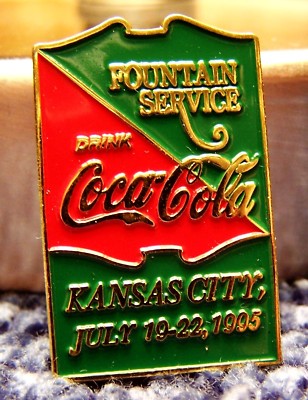 FOUNTAIN
SERVICE
DRINK
Coca-Cola
KANSAS CITY,
JULY 19-22, 1995